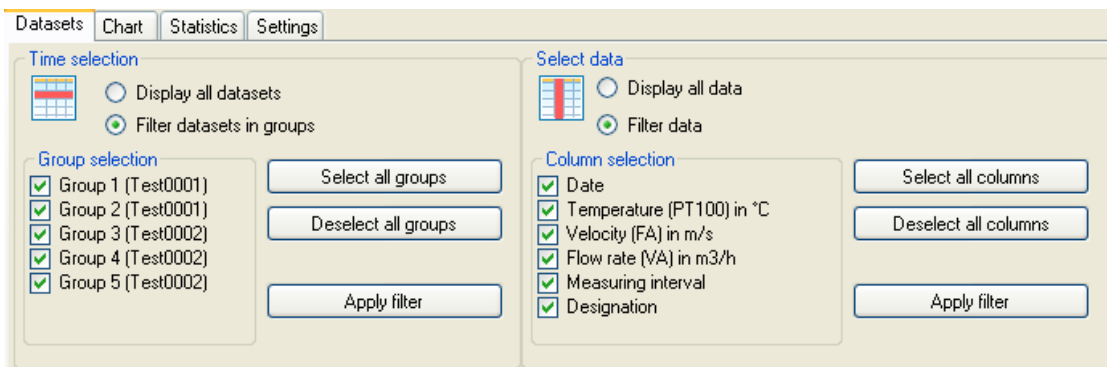 Datasets Chart Statistics Settings
Time selection
Display all datasets
Filter datasets in groups
Group selection
Group 1 (Test0001)
Group 2 (Test0001)
Group 3 (Test0002)
Group 4 (Test0002)
Group 5 (Test0002)
Select all groups
Deselect all groups
Apply filter
Select data
Display all data
Filter data
Column selection
Date
Temperature (PT100) in °C
Velocity (FA) in m/s
Flow rate (VA) in m3/h
Measuring interval
Designation
Select all columns
Deselect all columns
Apply filter